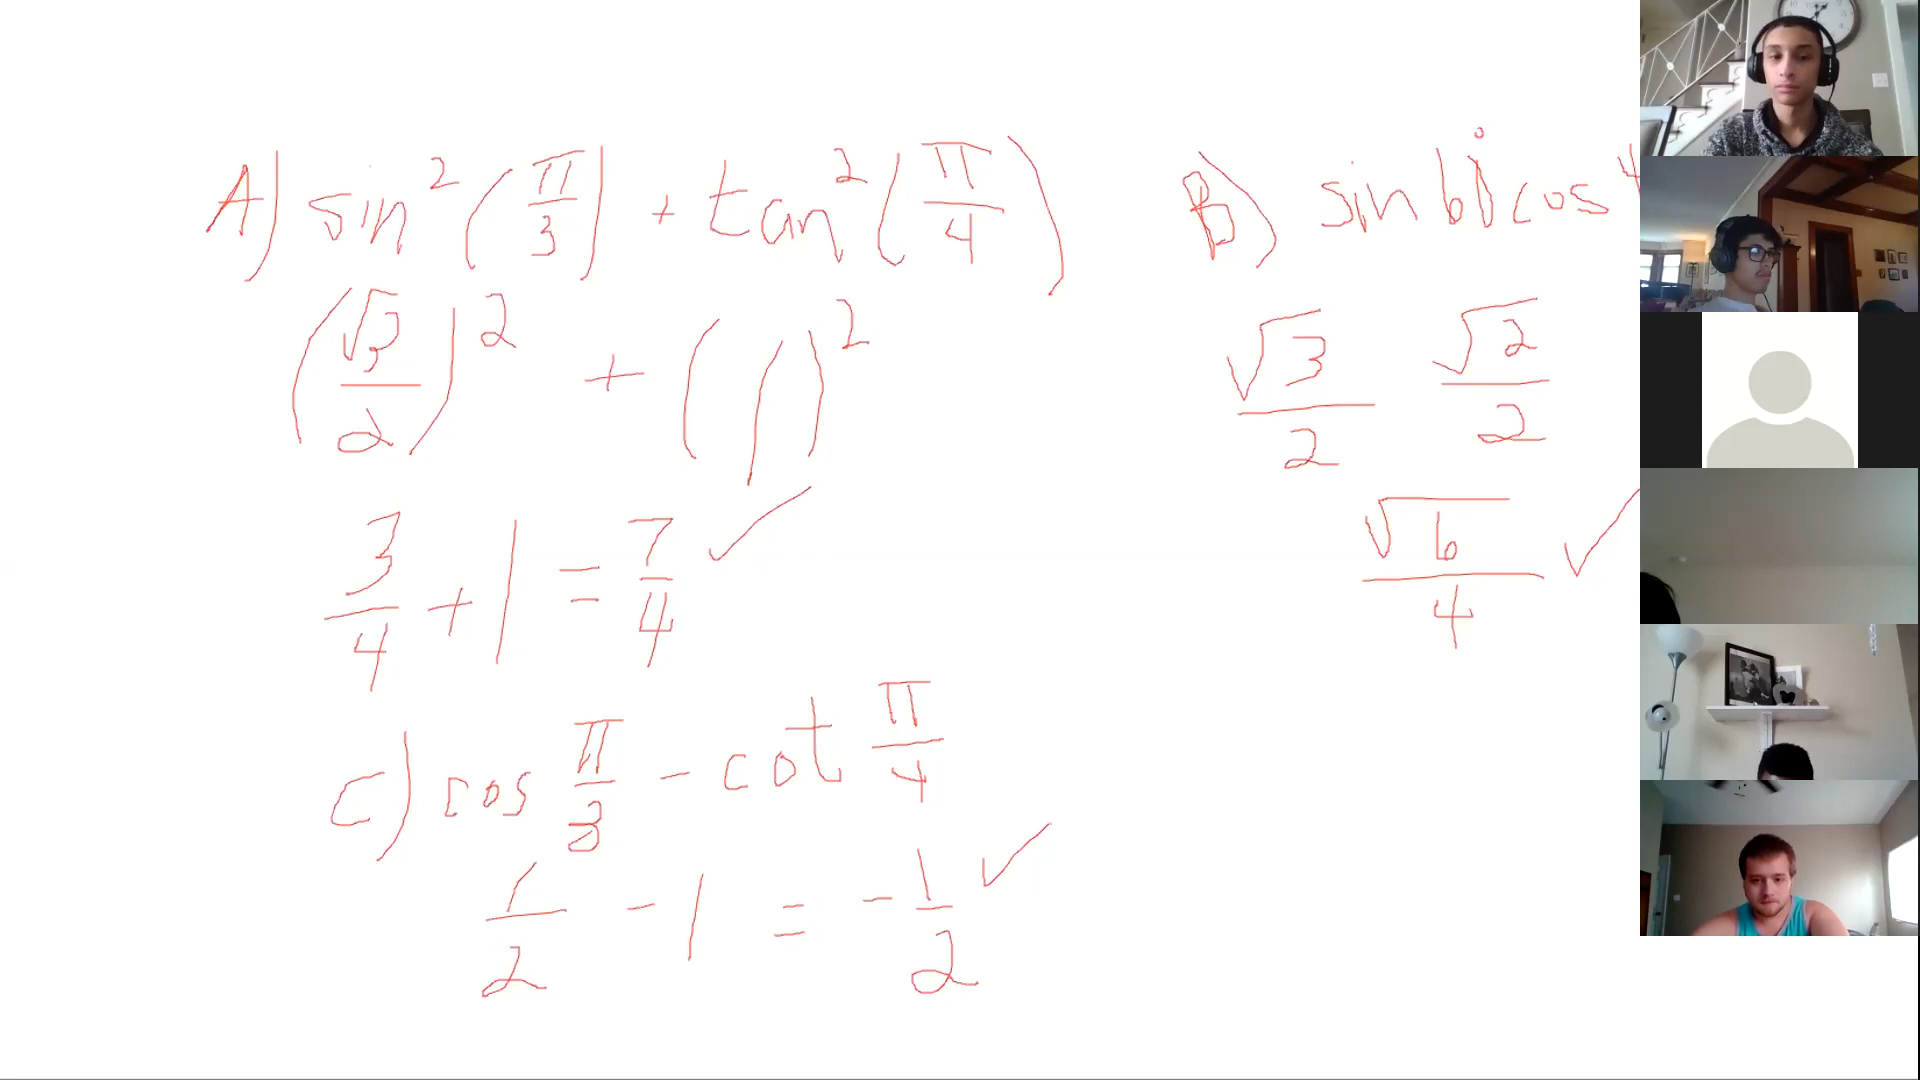 A) sin²(π/3) + tan²(π/4)
(√3/2)² + (1)²
3/4 + 1 = 7/4 ✓
B) sin 60° cos 4
√3/2 √2/2
√6/4 ✓
C) cos π/3 - cot π/4
1/2 - 1 = -1/2 ✓